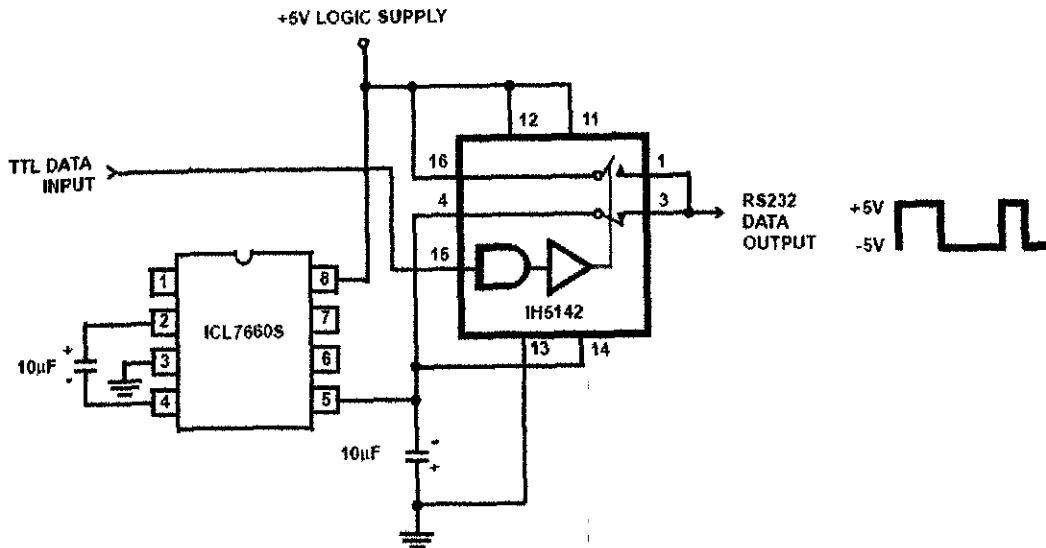 +5V LOGIC SUPPLY
12
11
TTL DATA
INPUT
16
4
15
1
3
RS232
DATA
OUTPUT
+5V
-5V
IH5142
13
14
1
2
3
4
8
7
6
5
ICL7660S
10µF
+
-
10µF
-
+